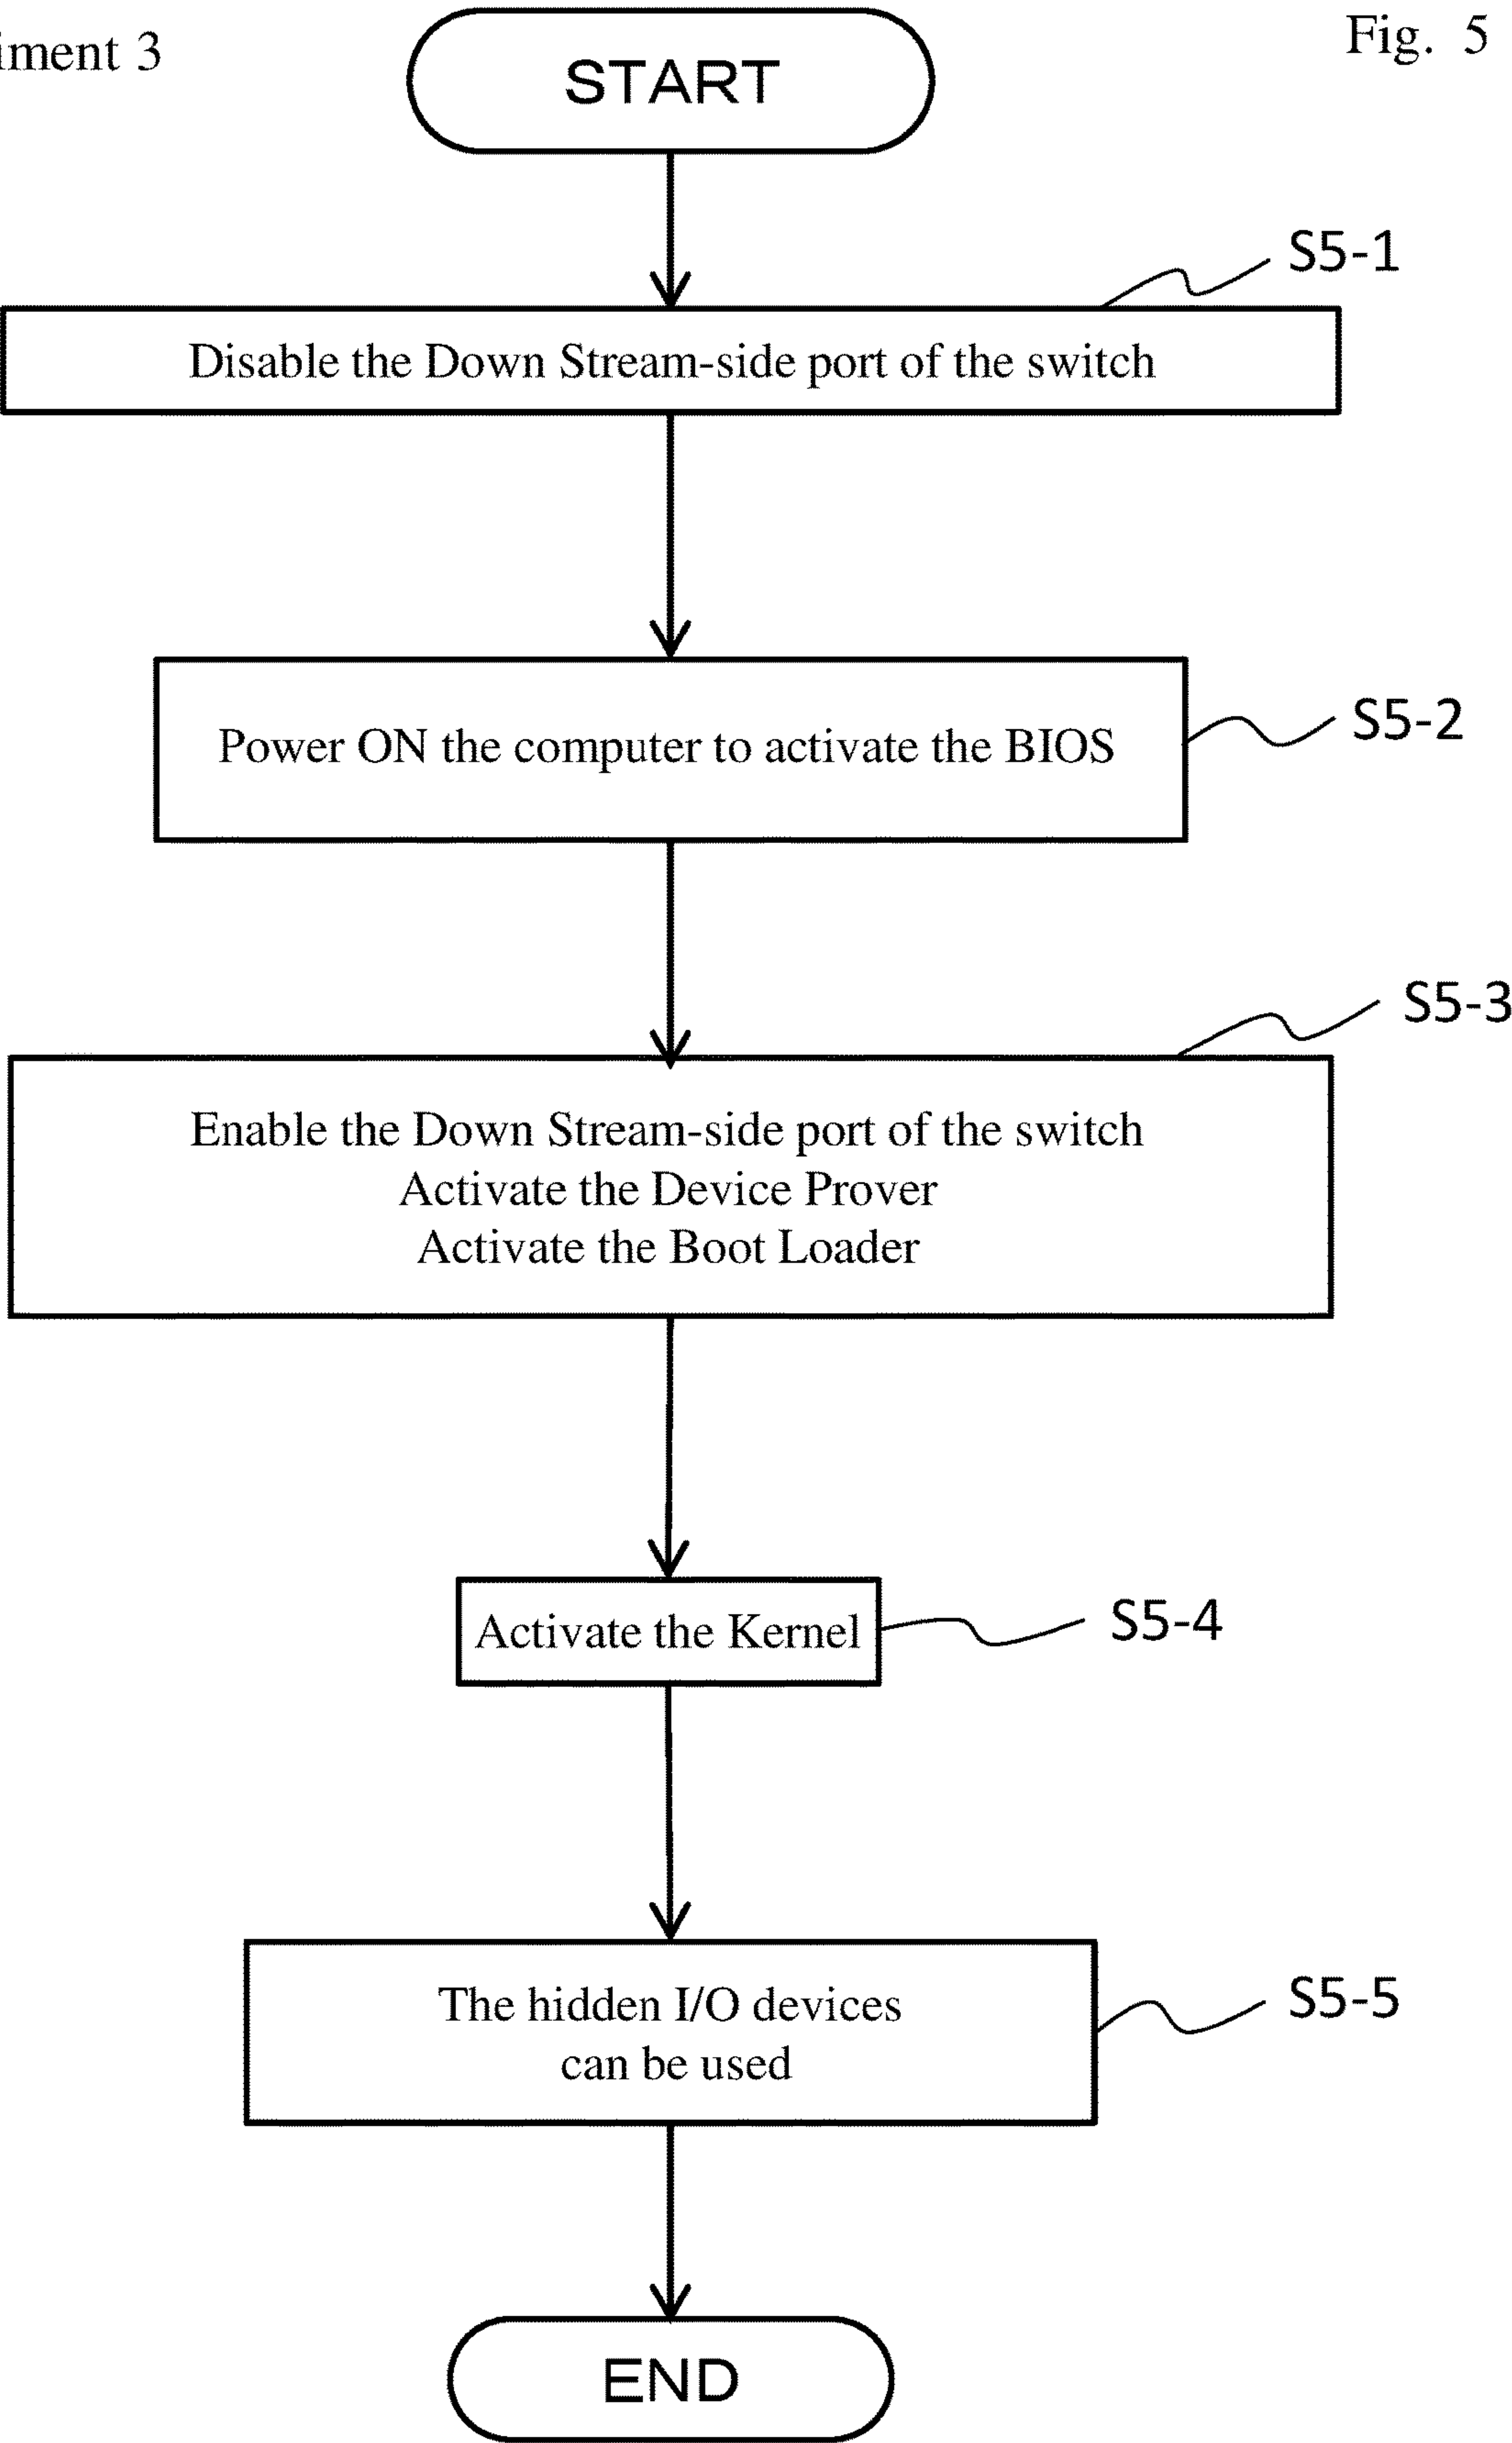 iment 3
Fig. 5
START
S5-1
Disable the Down Stream-side port of the switch
Power ON the computer to activate the BIOS
S5-2
S5-3
Enable the Down Stream-side port of the switch
Activate the Device Prover
Activate the Boot Loader
Activate the Kernel
S5-4
The hidden I/O devices
can be used
S5-5
END